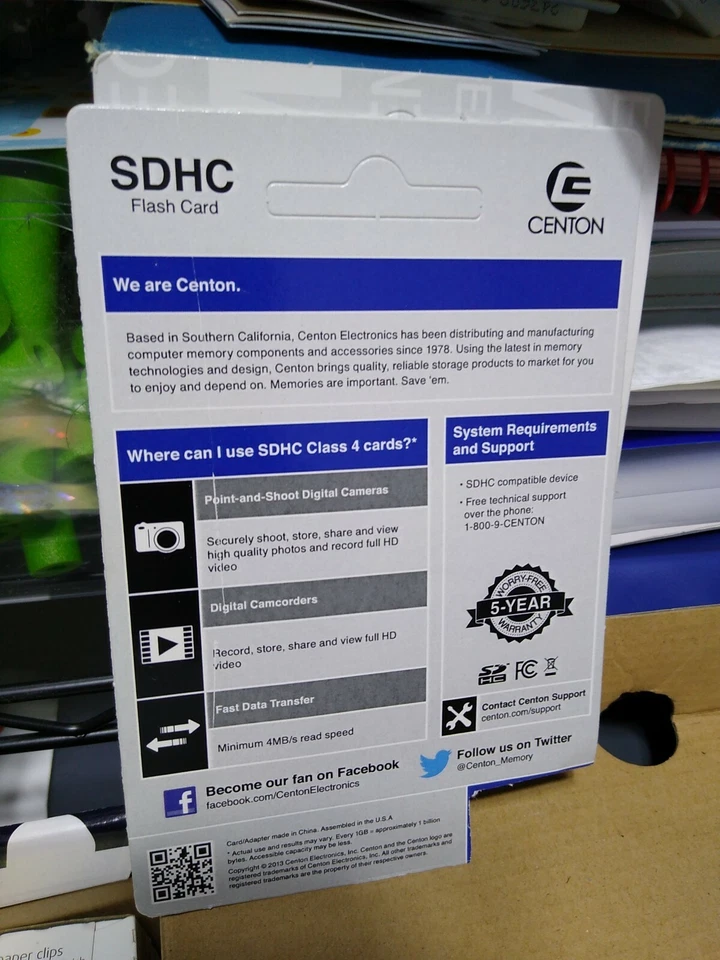 SDHC
Flash Card
CENTON
We are Centon.
Based in Southern California, Centon Electronics has been distributing and manufacturing
computer memory components and accessories since 1978. Using the latest in memory
technologies and design, Centon brings quality, reliable storage products to market for you
to enjoy and depend on. Memories are important. Save 'em.
Where can I use SDHC Class 4 cards?*
Point-and-Shoot Digital Cameras
Securely shoot, store, share and view
high quality photos and record full HD
video
Digital Camcorders
Record, store, share and view full HD
video
Fast Data Transfer
Minimum 4MB/s read speed
System Requirements
and Support
• SDHC compatible device
• Free technical support
over the phone:
1-800-9-CENTON
WORRY-FREE
5-YEAR
WARRANTY
SD
HC
FC
Contact Centon Support
centon.com/support
Become our fan on Facebook
facebook.com/CentonElectronics
Follow us on Twitter
@Centon_Memory
Card/Adapter made in China. Assembled in the U.S.A
* Actual use and results may vary. Every 1GB = approximately 1 billion
bytes. Accessible capacity may be less.
Copyright © 2013 Centon Electronics, Inc. Centon and the Centon logo are
registered trademarks of Centon Electronics, Inc. All other trademarks and
registered trademarks are the property of their respective owners.
paper clips